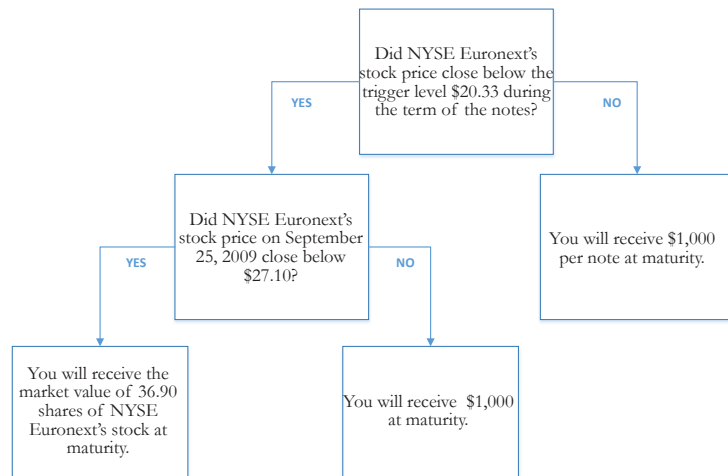 Did NYSE Euronext's
stock price close below the
trigger level $20.33 during
the term of the notes?
YES
NO
Did NYSE Euronext's
stock price on September
25, 2009 close below
$27.10?
You will receive $1,000
per note at maturity.
YES
NO
You will receive the
market value of 36.90
shares of NYSE
Euronext's stock at
maturity.
You will receive $1,000
at maturity.